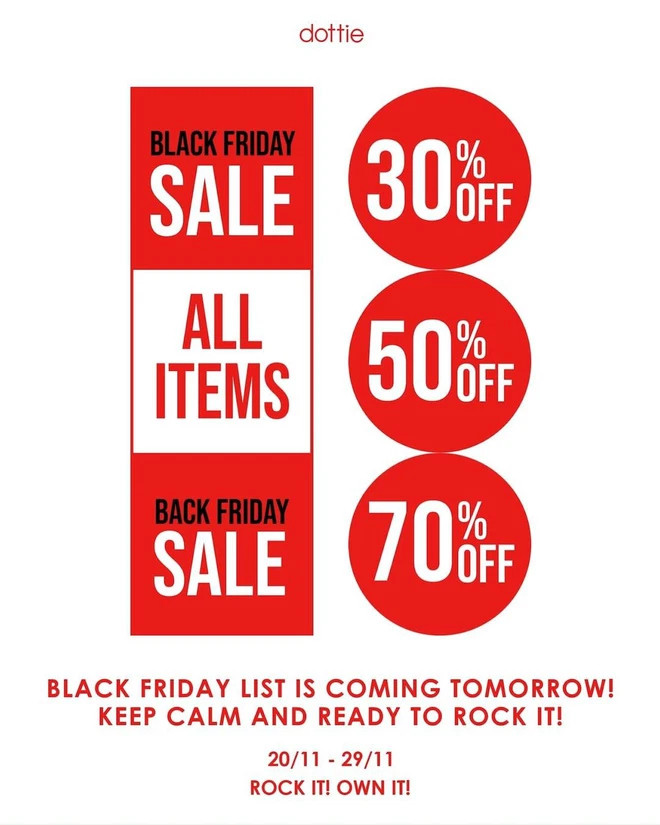 dottie
BLACK FRIDAY
SALE
ALL
ITEMS
BACK FRIDAY
SALE
30% OFF
50% OFF
70% OFF
BLACK FRIDAY LIST IS COMING TOMORROW!
KEEP CALM AND READY TO ROCK IT!
20/11 - 29/11
ROCK IT! OWN IT!